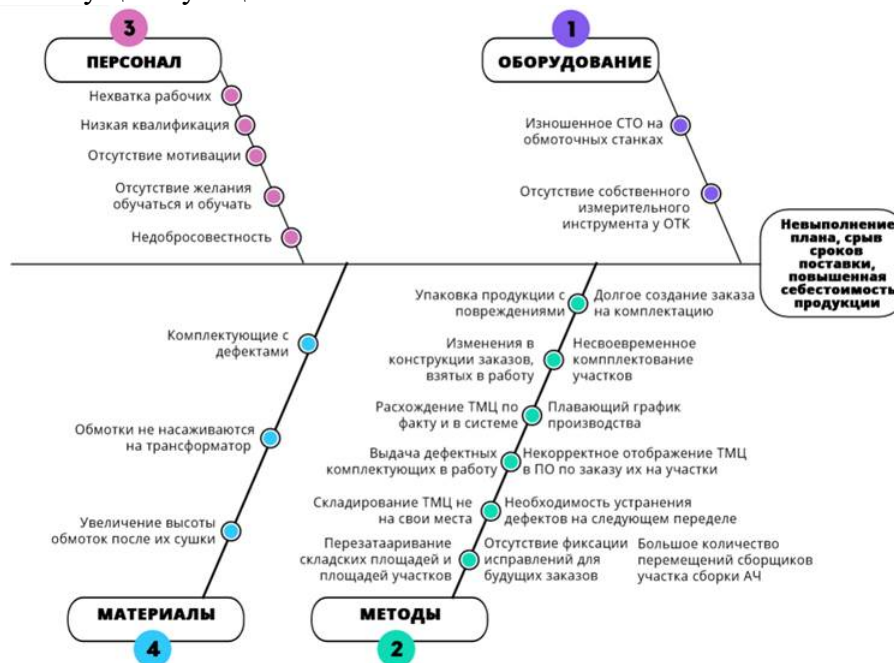 3
ПЕРСОНАЛ
Нехватка рабочих
Низкая квалификация
Отсутствие мотивации
Отсутствие желания
обучаться и обучать
Недобросовестность
1
ОБОРУДОВАНИЕ
Изношенное СТО на
обмоточных станках
Отсутствие собственного
измерительного
инструмента у ОТК
Невыполнение
плана, срыв
сроков
поставки,
повышенная
себестоимость
продукции
Комплектующие с
дефектами
Обмотки не насаживаются
на трансформатор
Увеличение высоты
обмоток после их сушки
МАТЕРИАЛЫ
4
Упаковка продукции с
повреждениями
Долгое создание заказа
на комплектацию
Изменения в
конструкции заказов,
взятых в работу
Несвоевременное
компплектование
участков
Расхождение ТМЦ по
факту и в системе
Плавающий график
производства
Выдача дефектных
комплектующих в работу
Некорректное отображение ТМЦ
в ПО по заказу их на участки
Складирование ТМЦ не
на свои места
Необходимость устранения
дефектов на следующем переделе
Перезатааривание
складских площадей и
площадей участков
Отсутствие фиксации
исправлений для
будущих заказов
Большое количество
перемещений сборщиков
участка сборки АЧ
МЕТОДЫ
2